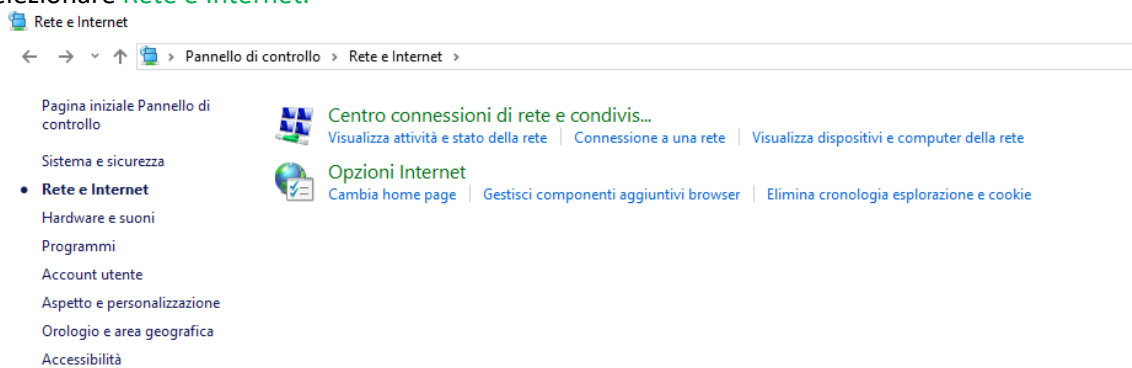 selezionare Rete e Internet.
Rete e Internet
Pannello di controllo > Rete e Internet >
Pagina iniziale Pannello di
controllo
Sistema e sicurezza
Rete e Internet
Hardware e suoni
Programmi
Account utente
Aspetto e personalizzazione
Orologio e area geografica
Accessibilità
Centro connessioni di rete e condivis...
Visualizza attività e stato della rete | Connessione a una rete | Visualizza dispositivi e computer della rete
Opzioni Internet
Cambia home page | Gestisci componenti aggiuntivi browser | Elimina cronologia esplorazione e cookie